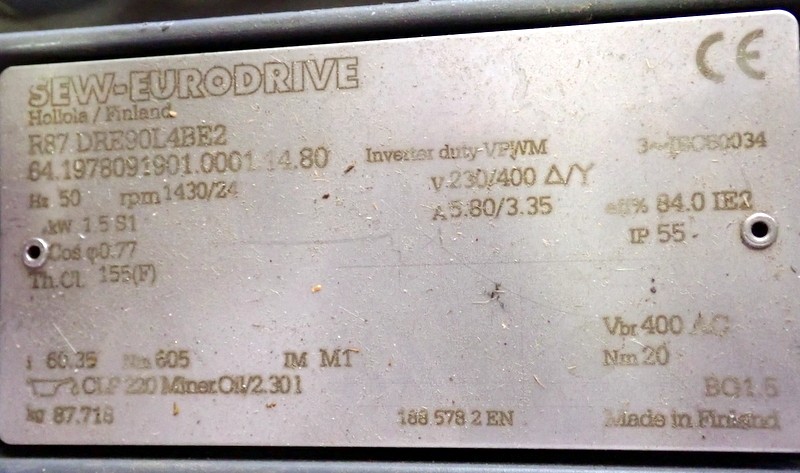 CE
SEW-EURODRIVE
Hollola / Finland
R87 DRE90L4BE2
64.1978091901.0001.14.80 Inverter duty-VPWM 3~IEC60034
Hz 50 rpm 1430/24 V 230/400 Δ/Y
kW 1.5 S1 A 5.80/3.35 eff% 84.0 IE2
Cos φ0.77 IP 55
Th.Cl. 155(F)
Vbr 400 AC
i 60.35 Nm 605 IM M1 Nm 20
CLP 220 Miner.Oil/2.30 l BG1.5
kg 87.718 188 578 2 EN Made in Finland